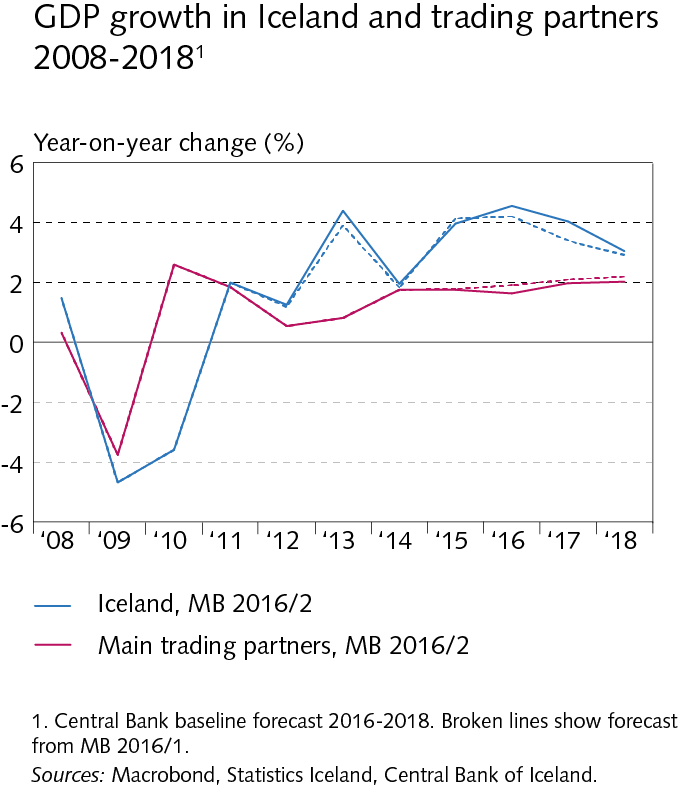 GDP growth in Iceland and trading partners
2008-2018¹
Year-on-year change (%)
6
4
2
0
-2
-4
-6
‘08 ‘09 ‘10 ‘11 ‘12 ‘13 ‘14 ‘15 ‘16 ‘17 ‘18
Iceland, MB 2016/2
Main trading partners, MB 2016/2
1. Central Bank baseline forecast 2016-2018. Broken lines show forecast
from MB 2016/1.
Sources: Macrobond, Statistics Iceland, Central Bank of Iceland.